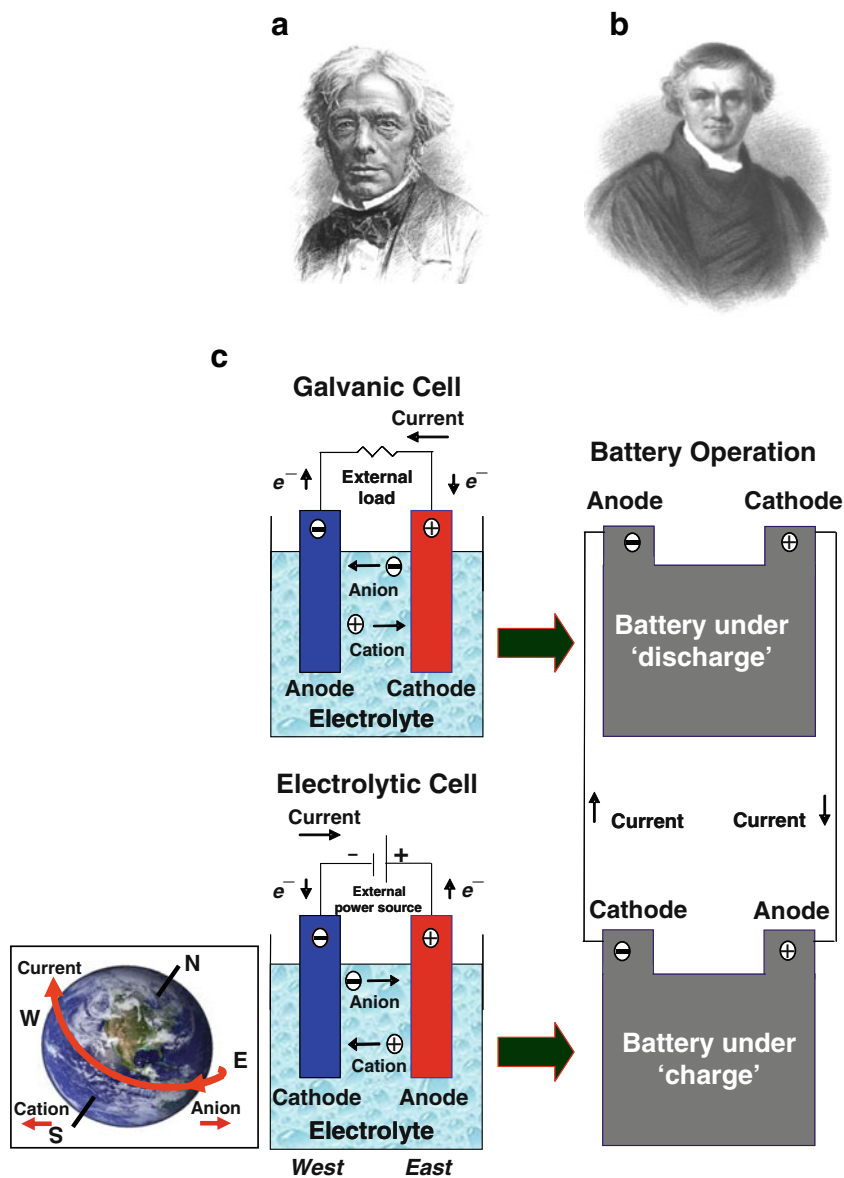 a
b
c
Galvanic Cell
Current
e⁻
e⁻
External
load
−
+
−
Anion
+
Cation
Anode
Cathode
Electrolyte
Battery Operation
Anode
Cathode
−
+
Battery under
‘discharge’
Current
Current
Cathode
Anode
−
+
Battery under
‘charge’
Electrolytic Cell
Current
− +
e⁻
e⁻
External
power source
−
+
−
Anion
+
Cation
Cathode
Anode
Electrolyte
West
East
Current
N
W
E
Cation
Anion
S